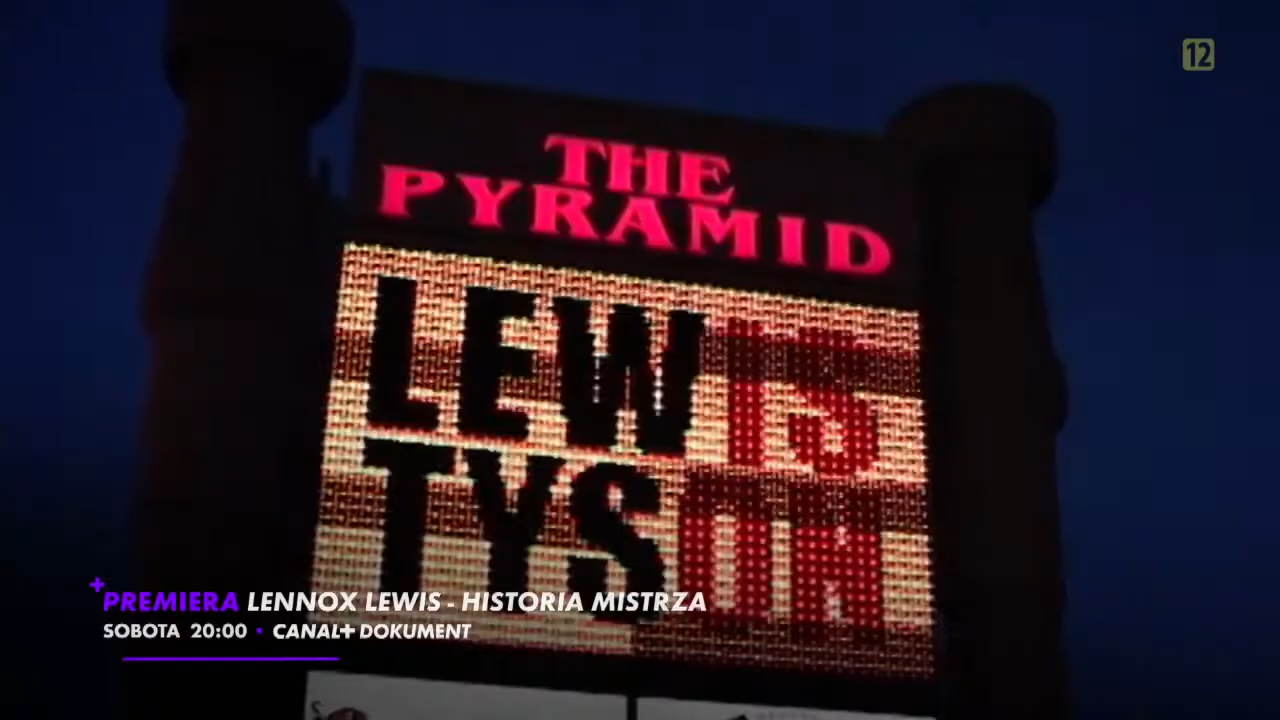 12
THE
PYRAMID
LEWIS
TYSON
PREMIERA LENNOX LEWIS - HISTORIA MISTRZA
SOBOTA 20:00 · CANAL+ DOKUMENT